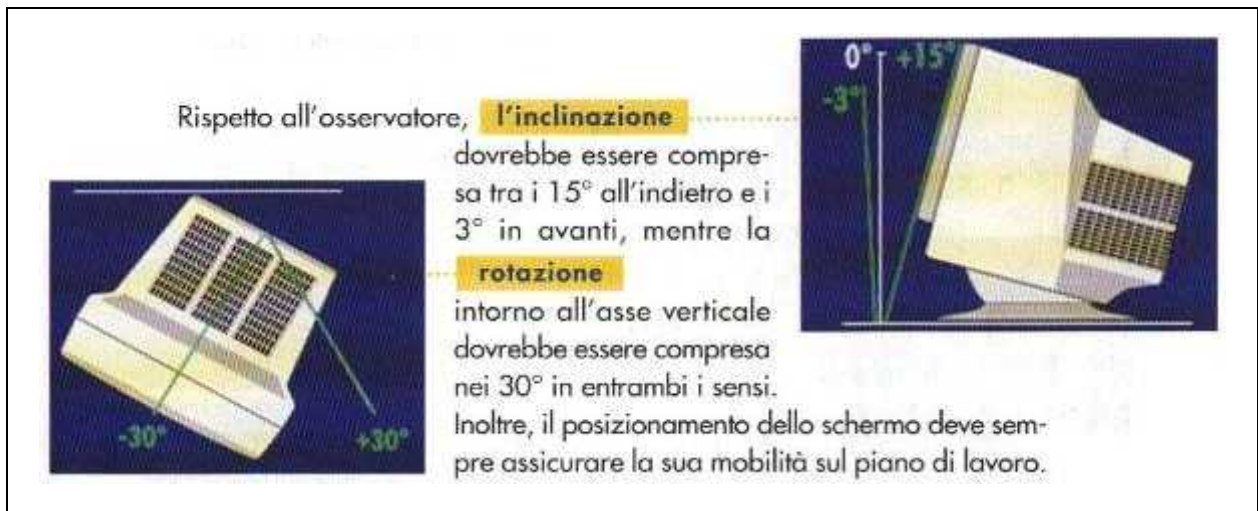 0° +15°
-3°
Rispetto all'osservatore, l'inclinazione
dovrebbe essere compre-
sa tra i 15° all'indietro e i
3° in avanti, mentre la
rotazione
intorno all'asse verticale
dovrebbe essere compresa
nei 30° in entrambi i sensi.
-30° +30°
Inoltre, il posizionamento dello schermo deve sem-
pre assicurare la sua mobilità sul piano di lavoro.